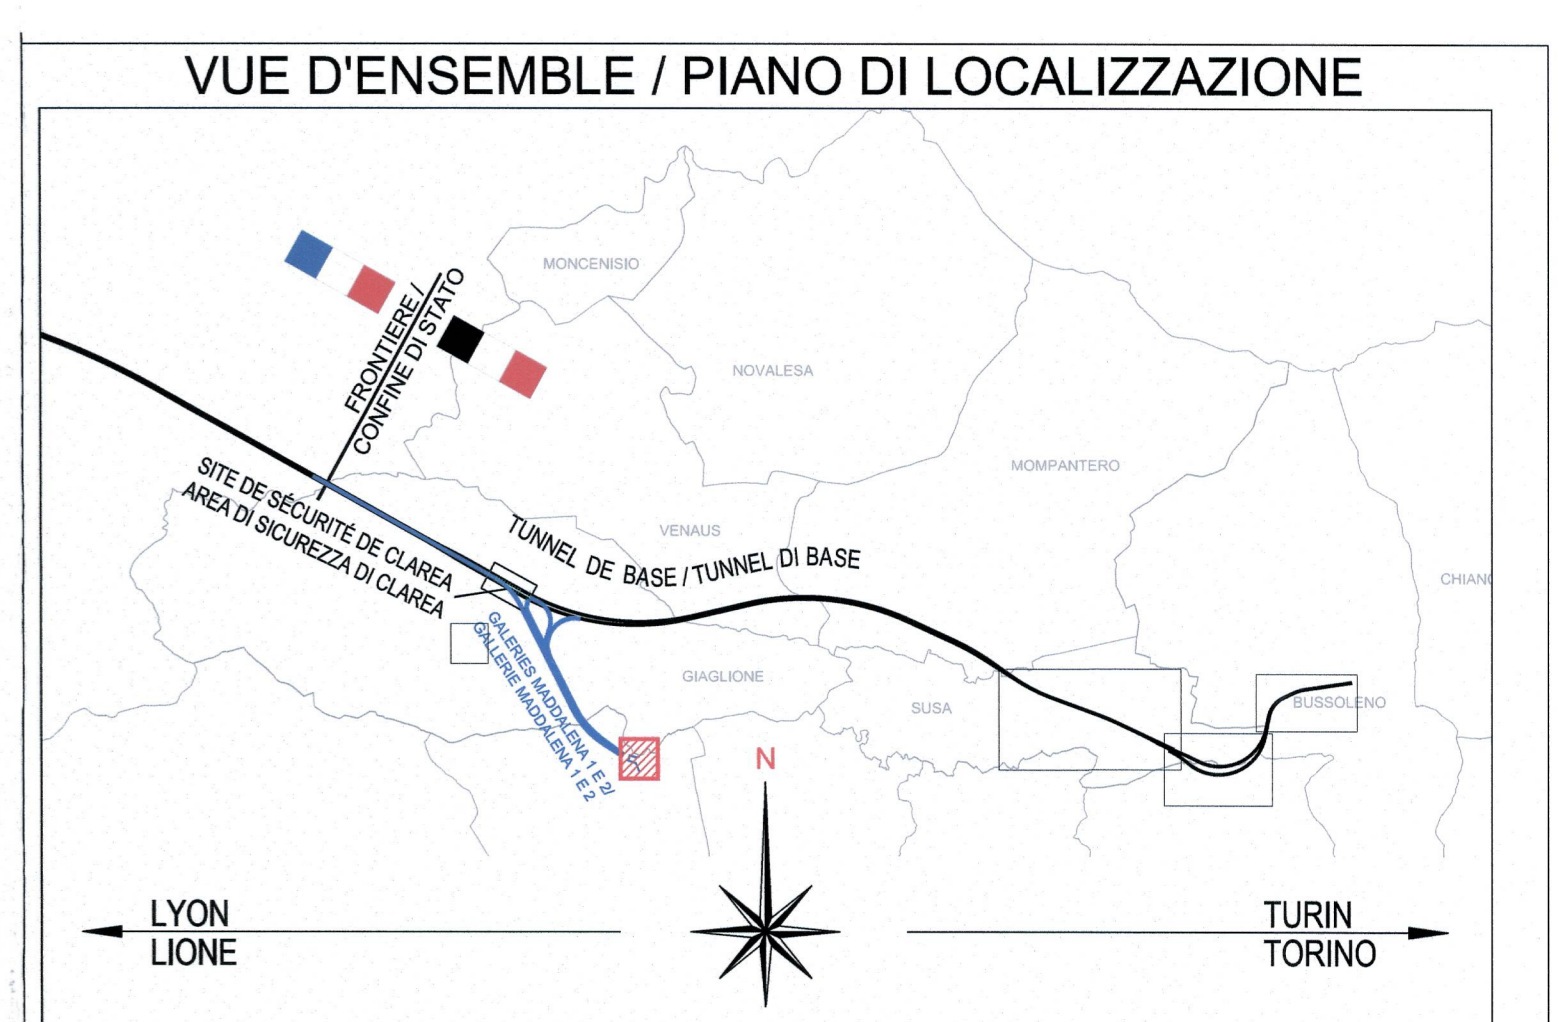 VUE D'ENSEMBLE / PIANO DI LOCALIZZAZIONE
MONCENISIO
FRONTIERE /
CONFINE DI STATO
NOVALESA
MOMPANTERO
SITE DE SÉCURITÉ DE CLAREA
AREA DI SICUREZZA DI CLAREA
TUNNEL DE BASE / TUNNEL DI BASE
VENAUS
CHIANO
GALERIES MADDALENA 1 E 2/
GALLERIE MADDALENA 1 E 2
GIAGLIONE
SUSA
BUSSOLENO
N
LYON
LIONE
TURIN
TORINO